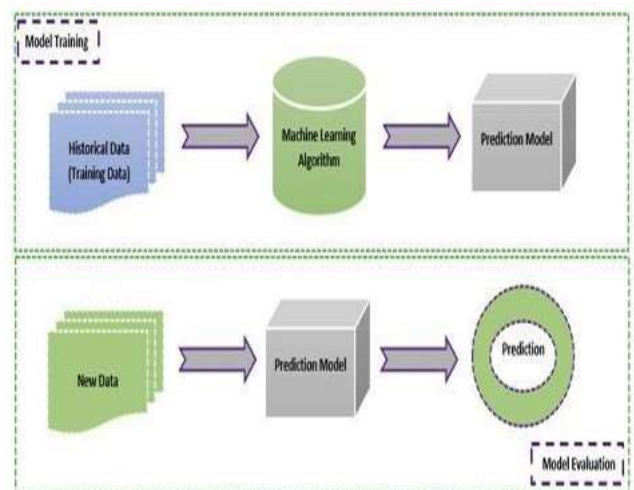 Model Training
Historical Data
(Training Data)
Machine Learning
Algorithm
Prediction Model
New Data
Prediction Model
Prediction
Model Evaluation